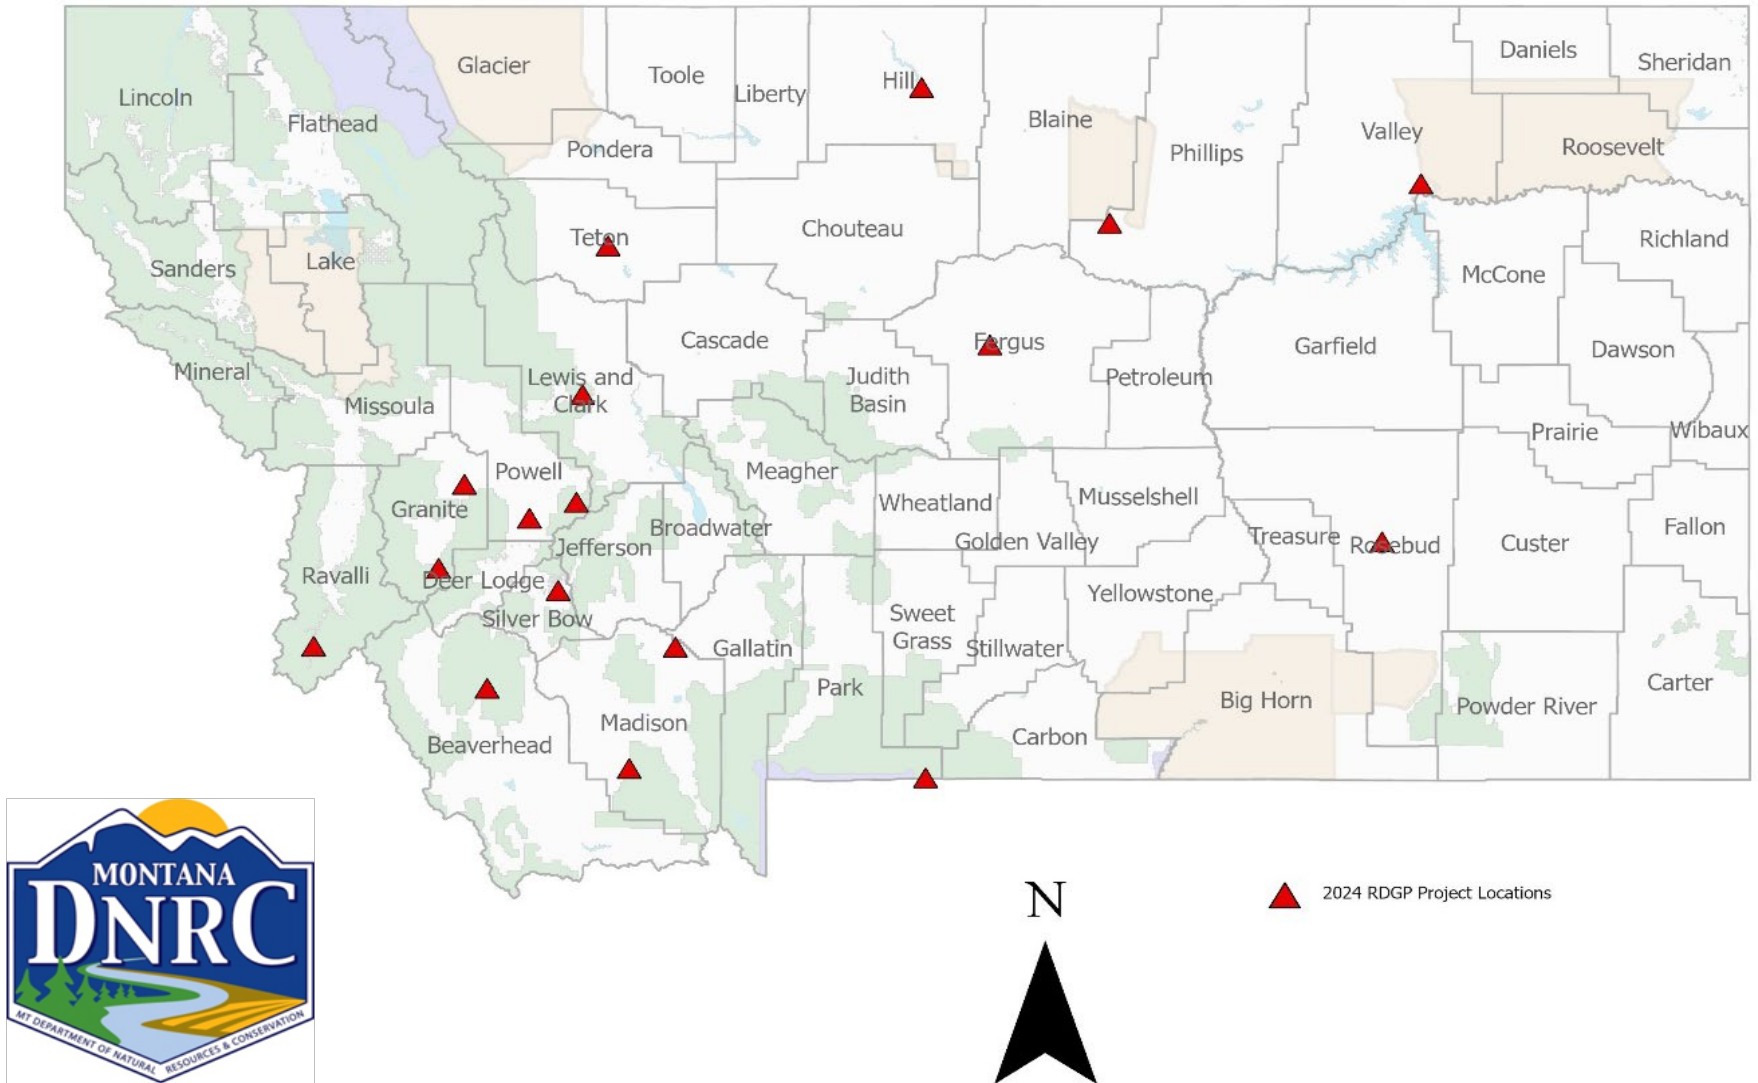 Daniels
Sheridan
Glacier
Toole
Hill
Liberty
Lincoln
Flathead
Blaine
Valley
Roosevelt
Pondera
Phillips
Chouteau
Teton
Richland
Sanders
Lake
McCone
Cascade
Fergus
Garfield
Dawson
Mineral
Lewis and
Clark
Judith
Basin
Petroleum
Missoula
Prairie
Wibaux
Powell
Meagher
Granite
Wheatland
Musselshell
Broadwater
Jefferson
Golden Valley
Treasure
Rosebud
Custer
Fallon
Ravalli
Deer Lodge
Silver Bow
Yellowstone
Sweet
Grass
Gallatin
Stillwater
Park
Big Horn
Powder River
Carter
Madison
Beaverhead
Carbon
MONTANA
DNRC
MT DEPARTMENT OF NATURAL RESOURCES & CONSERVATION
N
2024 RDGP Project Locations